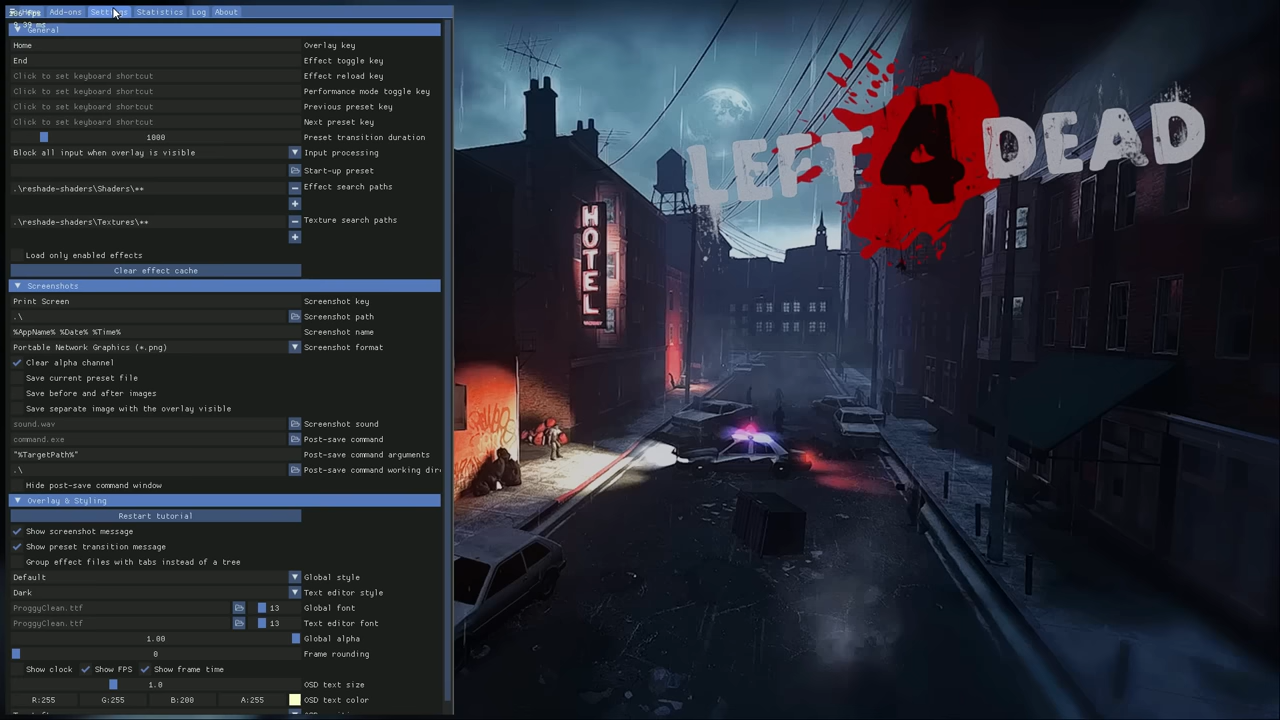 Add-ons Settings Statistics Log About
General
Home Overlay key
End Effect toggle key
Click to set keyboard shortcut Effect reload key
Click to set keyboard shortcut Performance mode toggle key
Click to set keyboard shortcut Previous preset key
Click to set keyboard shortcut Next preset key
1000 Preset transition duration
Block all input when overlay is visible Input processing
Start-up preset
.\reshade-shaders\Shaders\** Effect search paths
.\reshade-shaders\Textures\** Texture search paths
Load only enabled effects
Clear effect cache
Screenshots
Print Screen Screenshot key
.\ Screenshot path
%AppName% %Date% %Time% Screenshot name
Portable Network Graphics (*.png) Screenshot format
Clear alpha channel
Save current preset file
Save before and after images
Save separate image with the overlay visible
sound.wav Screenshot sound
command.exe Post-save command
"%TargetPath%" Post-save command arguments
.\ Post-save command working dir
Hide post-save command window
Overlay & Styling
Restart tutorial
Show screenshot message
Show preset transition message
Group effect files with tabs instead of a tree
Default Global style
Dark Text editor style
ProggyClean.ttf 13 Global font
ProggyClean.ttf 13 Text editor font
1.00 Global alpha
0 Frame rounding
Show clock Show FPS Show frame time
1.0 OSD text size
R:255 G:255 B:200 A:255 OSD text color
LEFT 4 DEAD
HOTEL